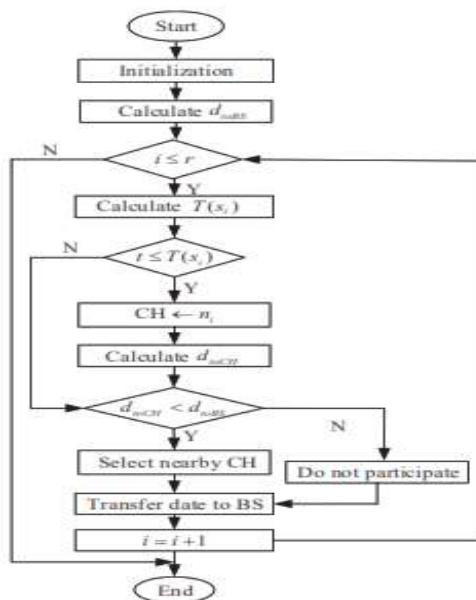 Start
Initialization
Calculate d_toBS
N
i ≤ r
Y
Calculate T(s_i)
N
t ≤ T(s_i)
Y
CH ← n_i
Calculate d_toCH
d_toCH < d_toBS
N
Y
Select nearby CH
Do not participate
Transfer date to BS
i = i + 1
End